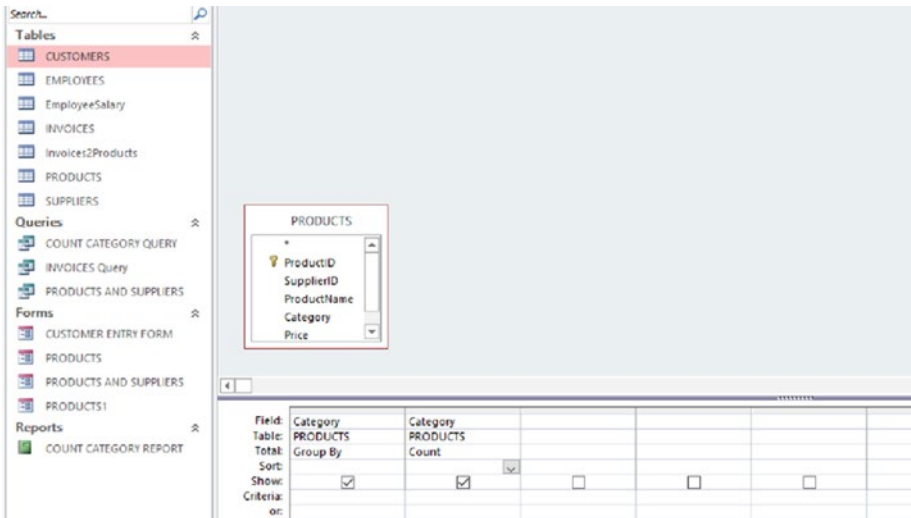 Search...
Tables
CUSTOMERS
EMPLOYEES
EmployeeSalary
INVOICES
Invoices2Products
PRODUCTS
SUPPLIERS
Queries
COUNT CATEGORY QUERY
INVOICES Query
PRODUCTS AND SUPPLIERS
Forms
CUSTOMER ENTRY FORM
PRODUCTS
PRODUCTS AND SUPPLIERS
PRODUCTS1
Reports
COUNT CATEGORY REPORT
PRODUCTS
*
ProductID
SupplierID
ProductName
Category
Price
Field: Category Category
Table: PRODUCTS PRODUCTS
Total: Group By Count
Sort:
Show:
Criteria:
or: